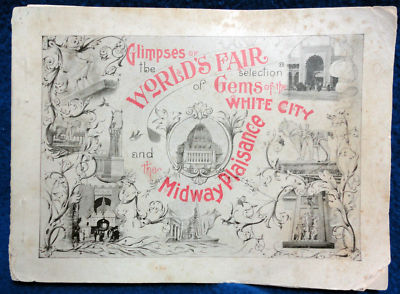 Glimpses of
the WORLD'S FAIR a
selection
of Gems of the
WHITE CITY
and
the Midway Plaisance